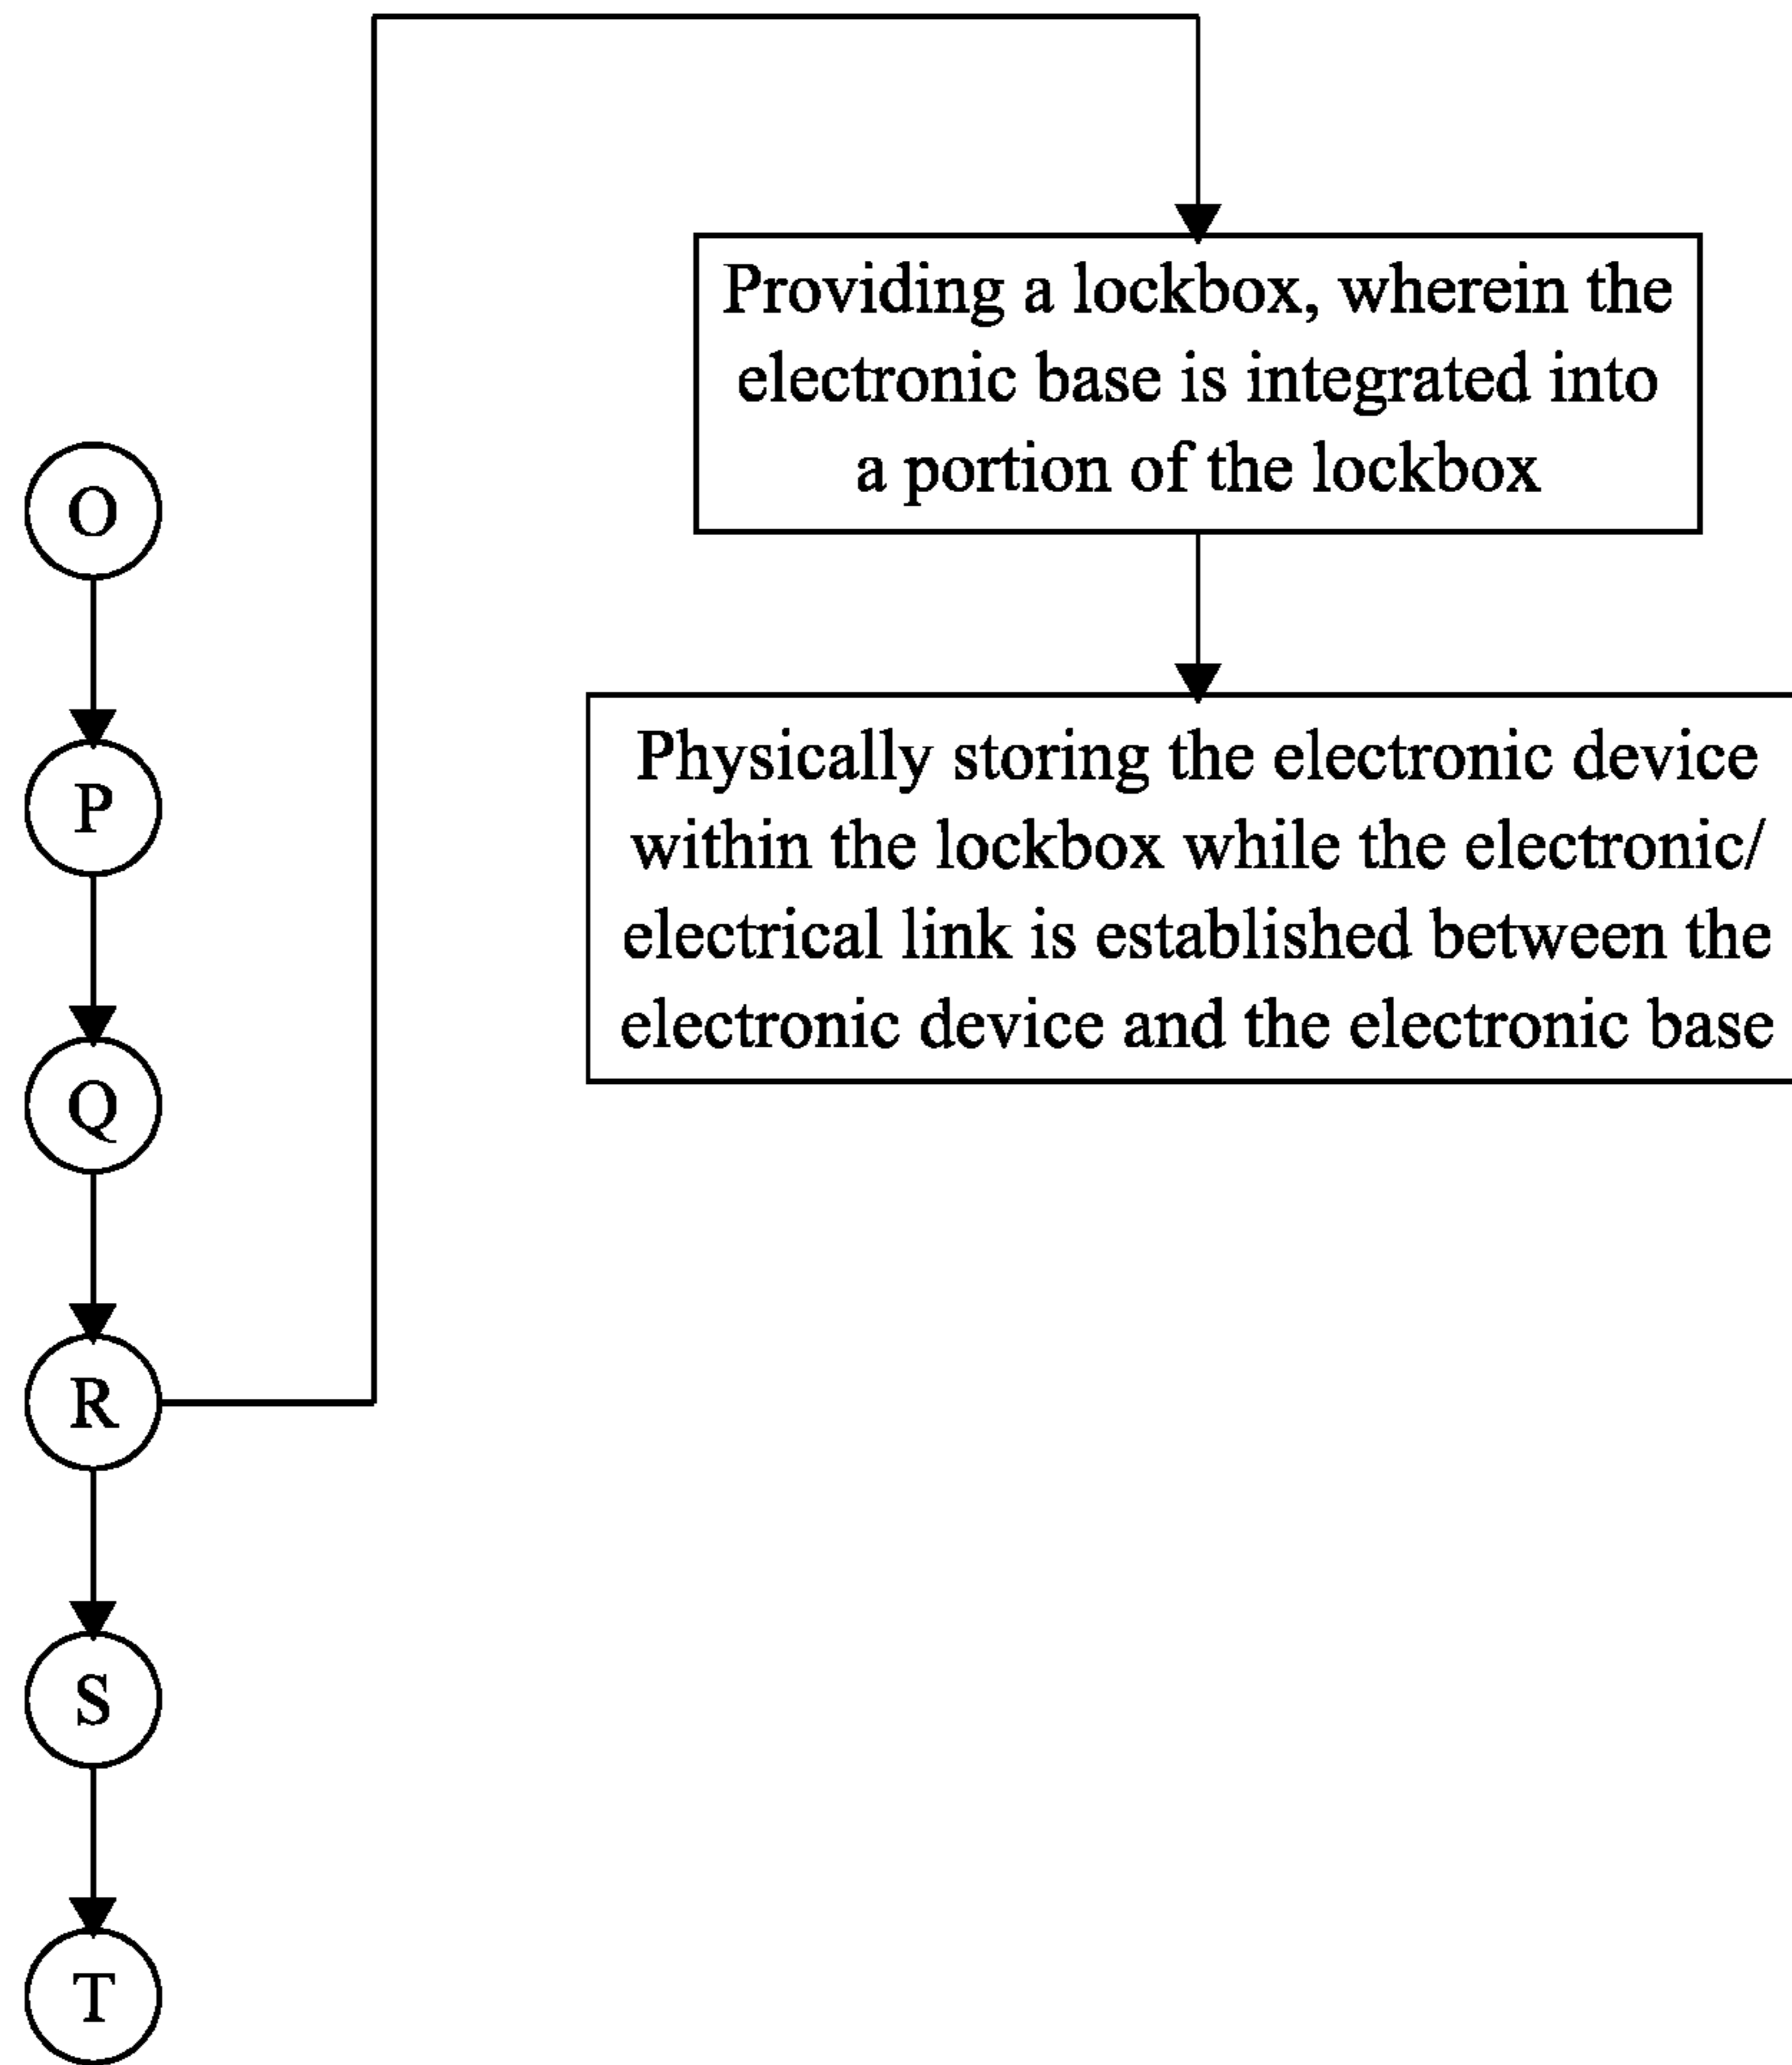 Providing a lockbox, wherein the
electronic base is integrated into
a portion of the lockbox
O
Physically storing the electronic device
within the lockbox while the electronic/
electrical link is established between the
electronic device and the electronic base
P
Q
R
S
T